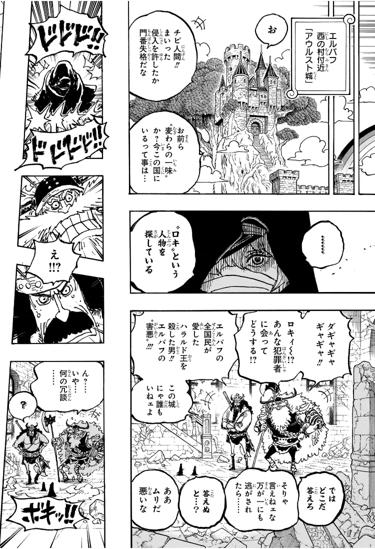 エルバフ
西の村付近
「アウルスト城」
お
チビ人間!!
まいった
侵入を許したか
門番失格だな
お前ら
“麦わらの一味”
か?今この国に
いるって事は…
……
“ロキ”という
人物を
探している
ダギャギャ
ギャギャ!!
ロキィ〜!?
あんな犯罪者
に会って
どうする!?
エルバフの
全国民が
愛した
ハラルド王を
殺した男!!
エルバフの
“害悪”!!!
この城
にゃ誰も
いねェよ
では
どこだ
答えろ
そりゃ
言えねェな
万が一にも
逃がされ
たら……
答えぬ
と…?
ああ
ムリだ
悪いな
ドドドド!!
ドドドドッ!!
え
!!?
ん?
いや…
何の冗談
?
ボキッ!!